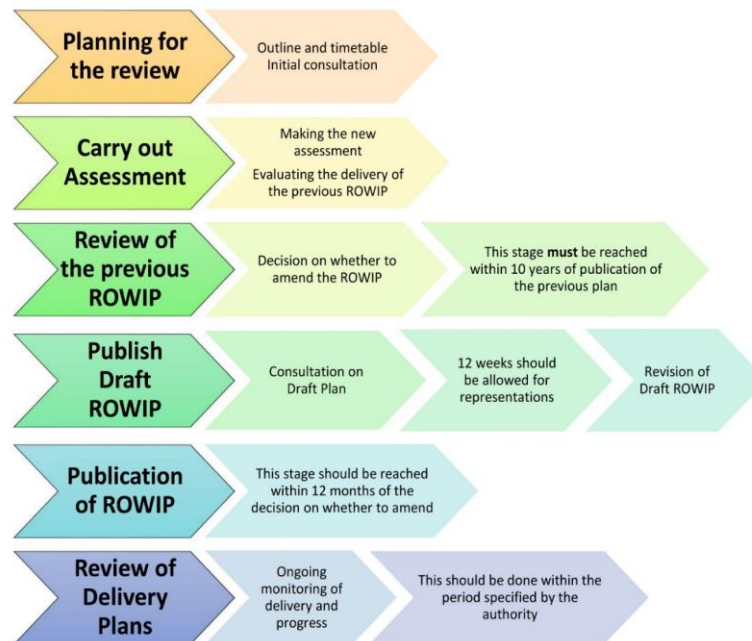 Planning for
the review
Outline and timetable
Initial consultation
Carry out
Assessment
Making the new
assessment
Evaluating the delivery of
the previous ROWIP
Review of
the previous
ROWIP
Decision on whether to
amend the ROWIP
This stage must be reached
within 10 years of publication of
the previous plan
Publish
Draft
ROWIP
Consultation on
Draft Plan
12 weeks should
be allowed for
representations
Revision of
Draft ROWIP
Publication
of ROWIP
This stage should be reached
within 12 months of the
decision on whether to amend
Review of
Delivery
Plans
Ongoing
monitoring of
delivery and
progress
This should be done within the
period specified by the
authority